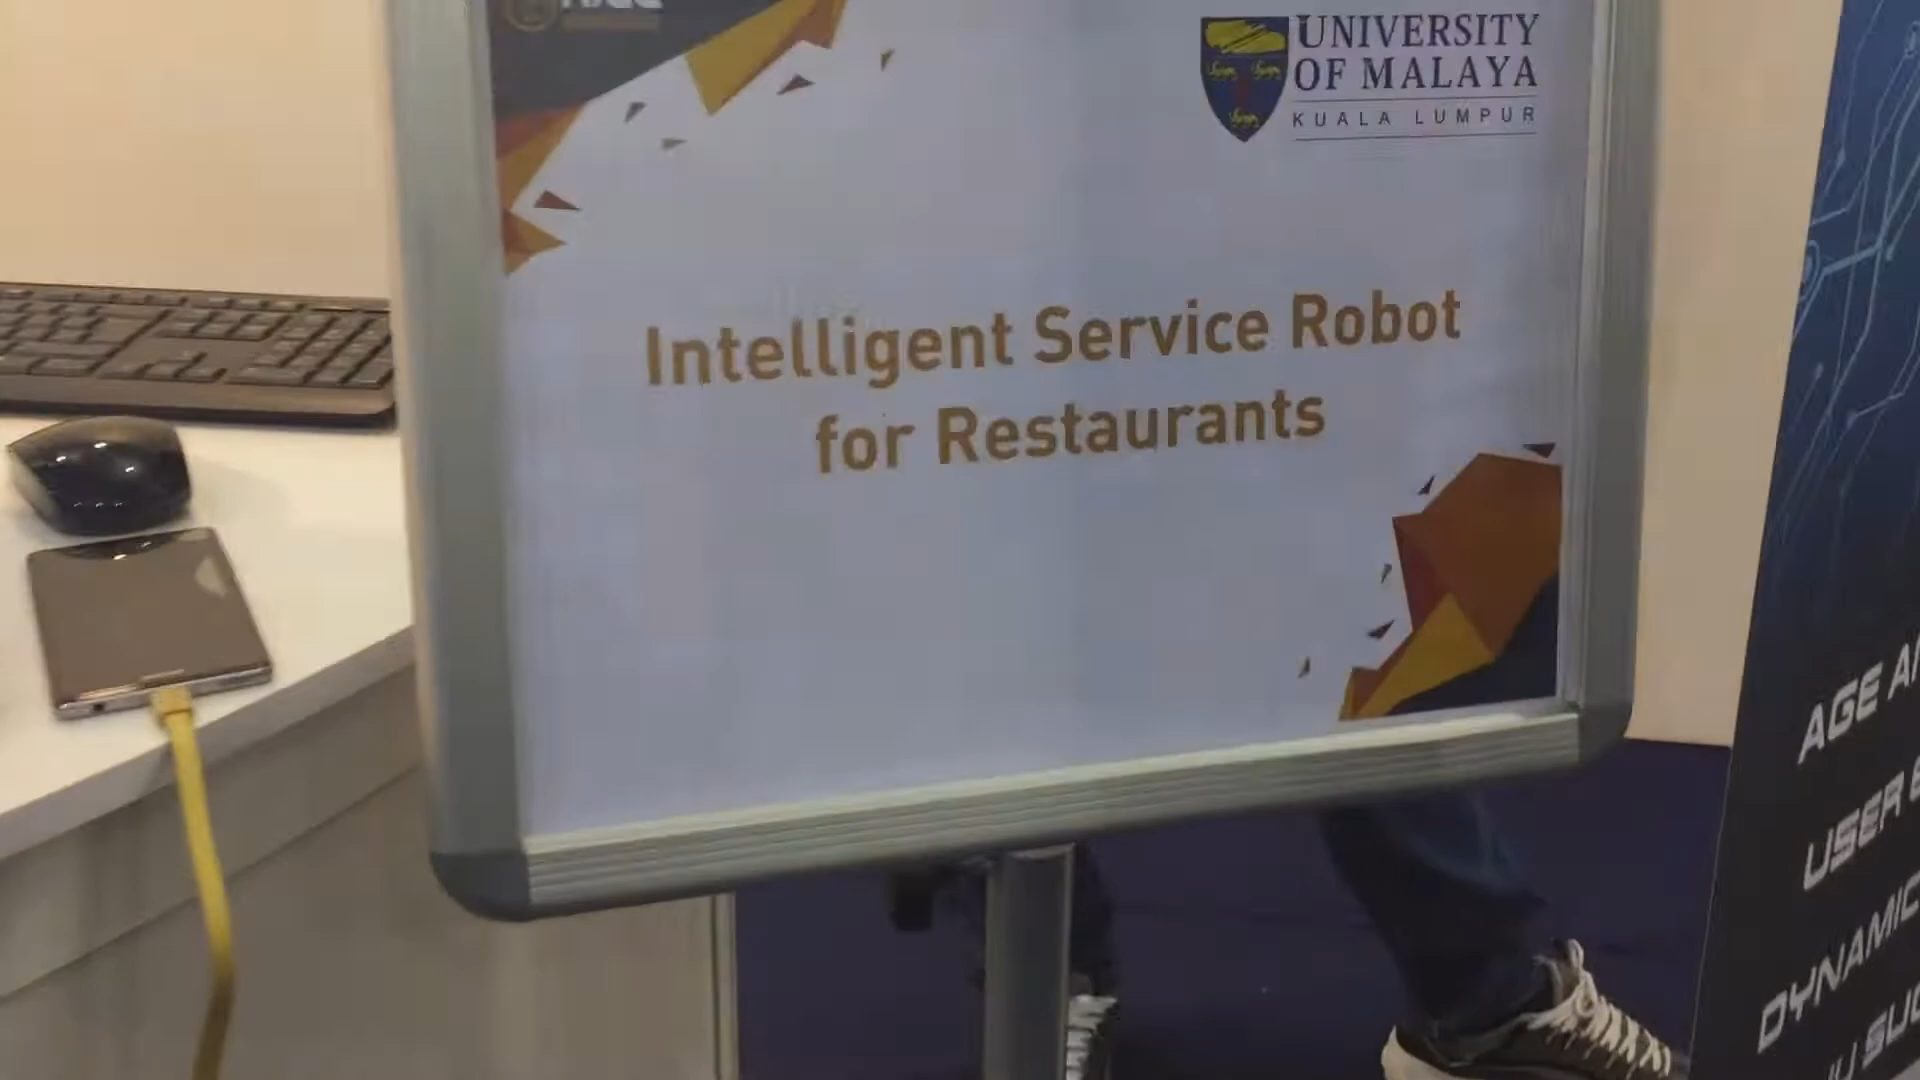 UNIVERSITY
OF MALAYA
KUALA LUMPUR
Intelligent Service Robot
for Restaurants
AGE
USER
DYNAMIC